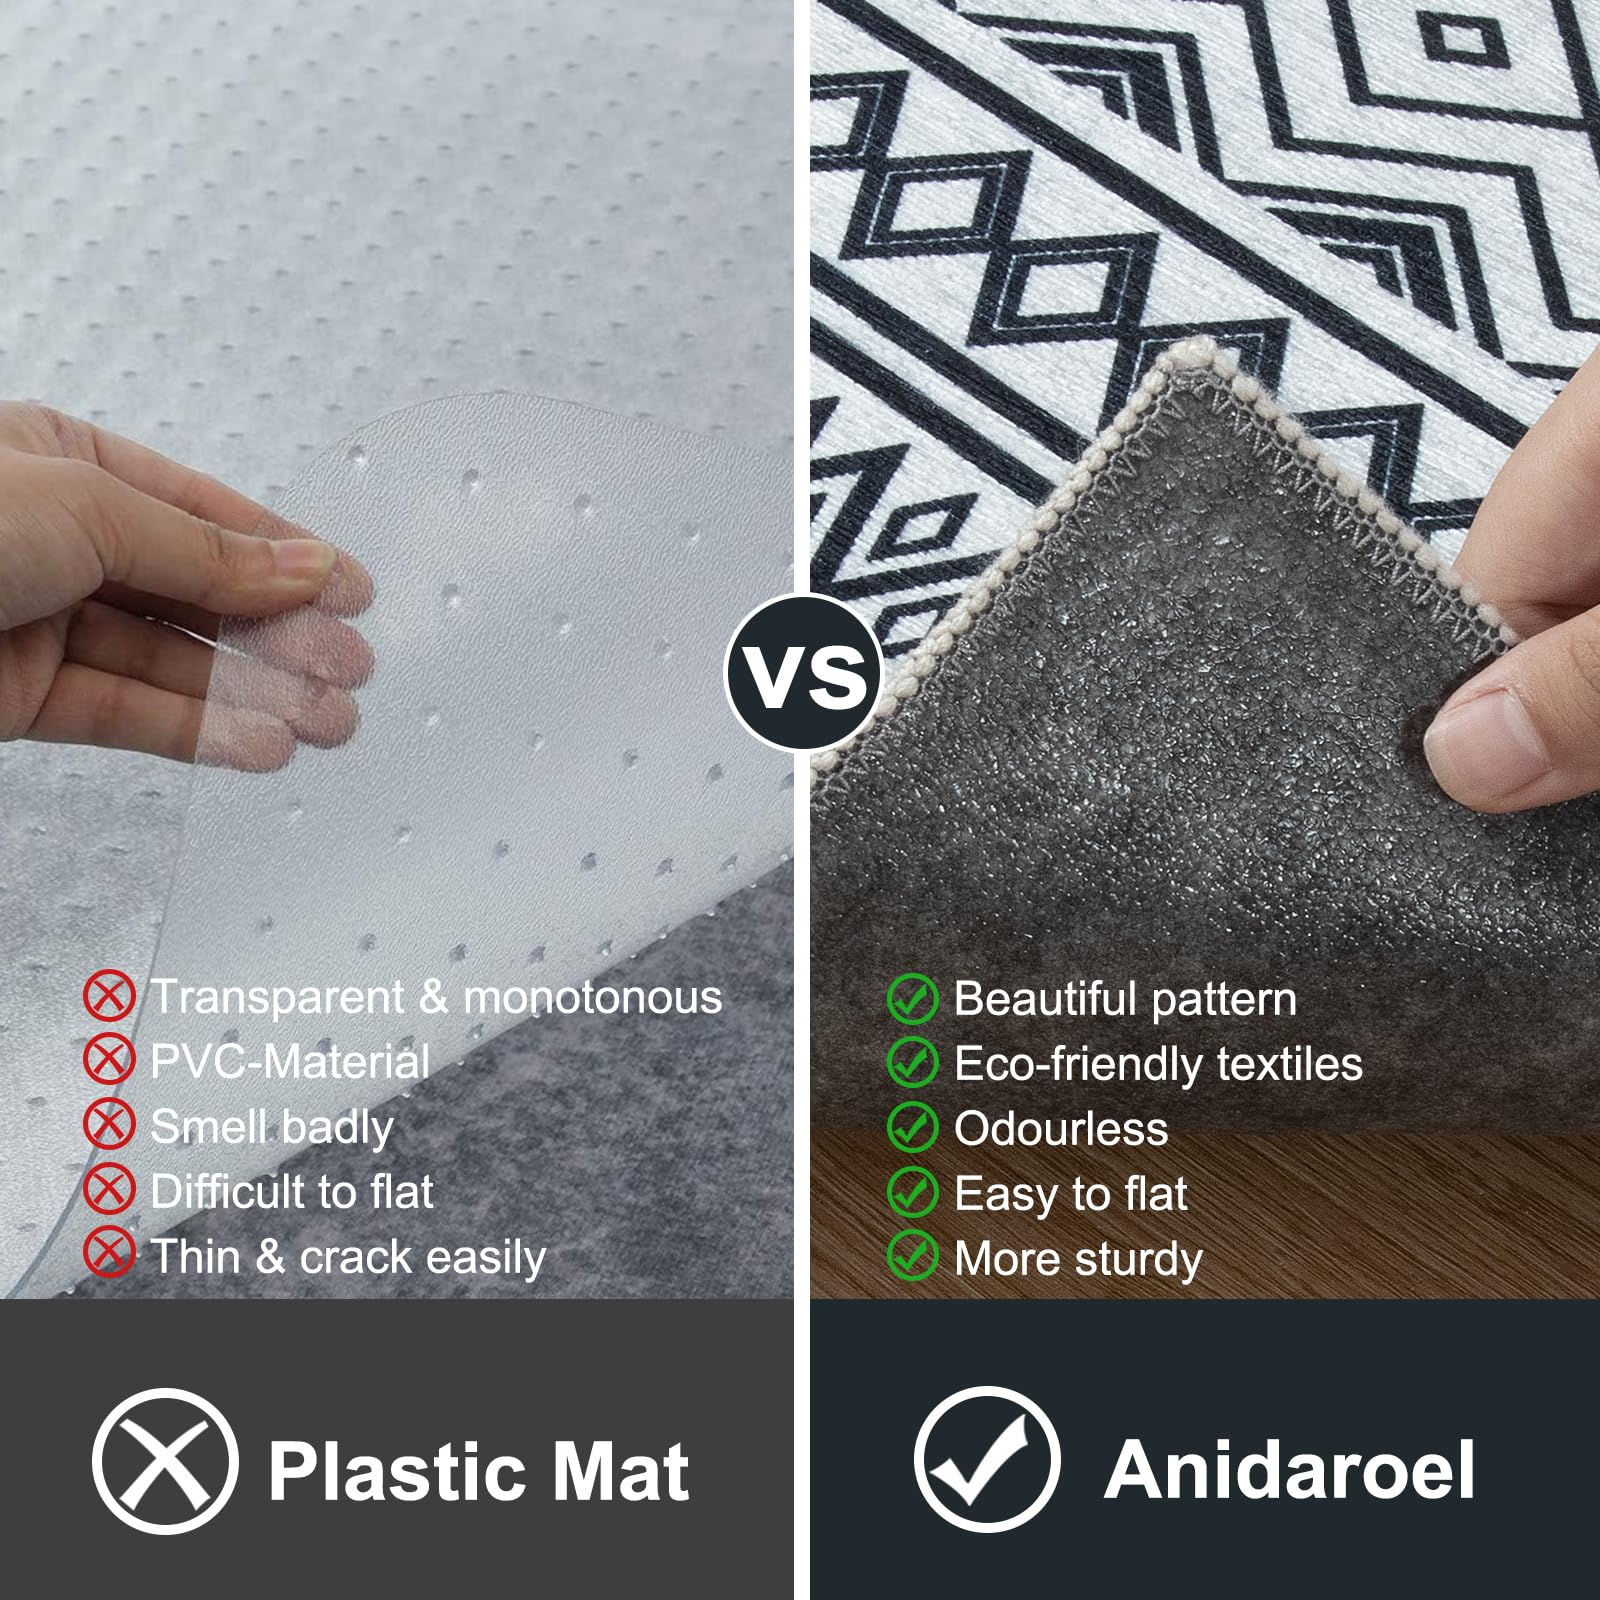 VS
Transparent & monotonous
PVC-Material
Smell badly
Difficult to flat
Thin & crack easily
Plastic Mat
Beautiful pattern
Eco-friendly textiles
Odourless
Easy to flat
More sturdy
Anidaroel